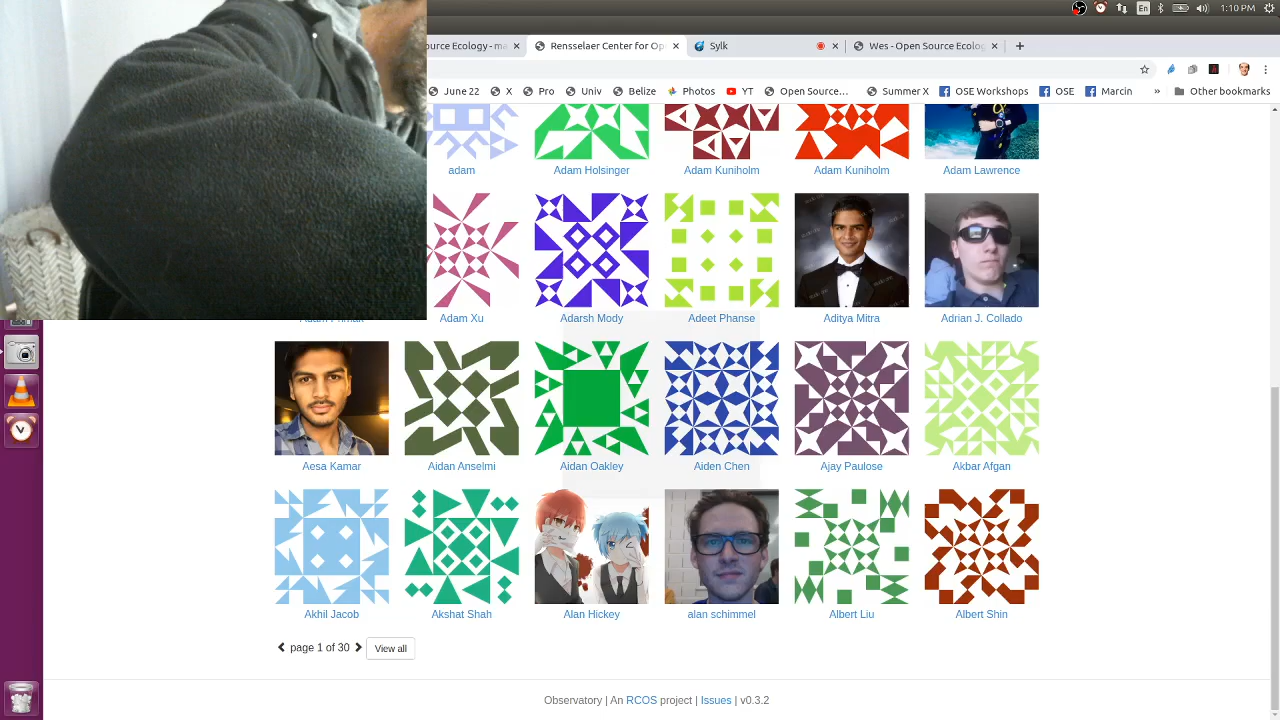 En 1:10 PM
ource Ecology - ma × Rensselaer Center for Op × Sylk × Wes - Open Source Ecolog × +
June 22 X Pro Univ Belize Photos YT Open Source… Summer X OSE Workshops OSE Marcin » Other bookmarks
adam Adam Holsinger Adam Kuniholm Adam Kuniholm Adam Lawrence
Adam Xu Adarsh Mody Adeet Phanse Aditya Mitra Adrian J. Collado
Aesa Kamar Aidan Anselmi Aidan Oakley Aiden Chen Ajay Paulose Akbar Afgan
Akhil Jacob Akshat Shah Alan Hickey alan schimmel Albert Liu Albert Shin
page 1 of 30 View all
Observatory | An RCOS project | Issues | v0.3.2